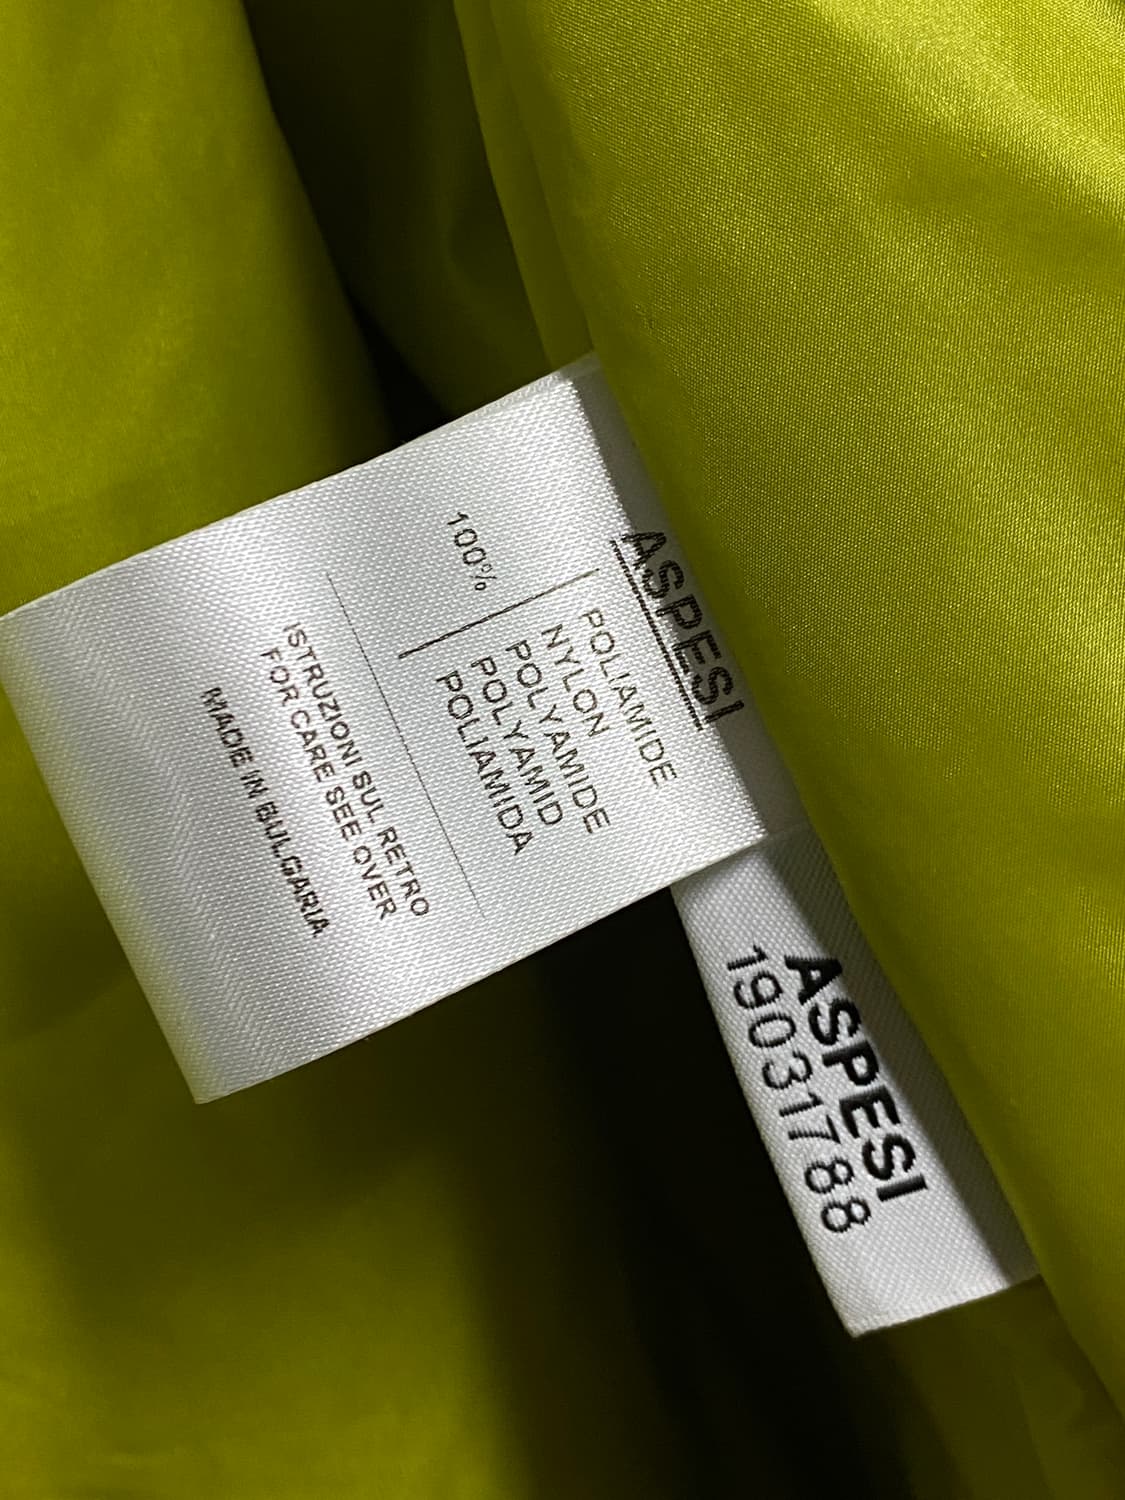 ASPESI
POLIAMIDE
NYLON
100% POLYAMIDE
POLYAMID
POLIAMIDA
ISTRUZIONI SUL RETRO
FOR CARE SEE OVER
MADE IN BULGARIA
ASPESI
19031788